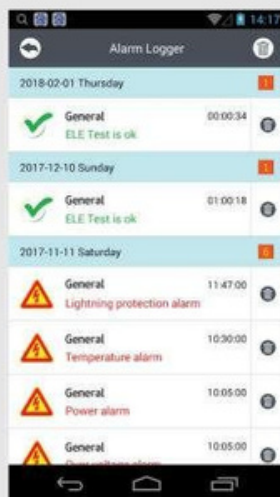 14:17
Alarm Logger
2018-02-01 Thursday 1
General 00:00:34
ELE Test is ok
2017-12-10 Sunday 1
General 01:00:18
ELE Test is ok
2017-11-11 Saturday 6
General 11:47:00
Lightning protection alarm
General 10:30:00
Temperature alarm
General 10:05:00
Power alarm
General 10:05:00
Over voltage alarm